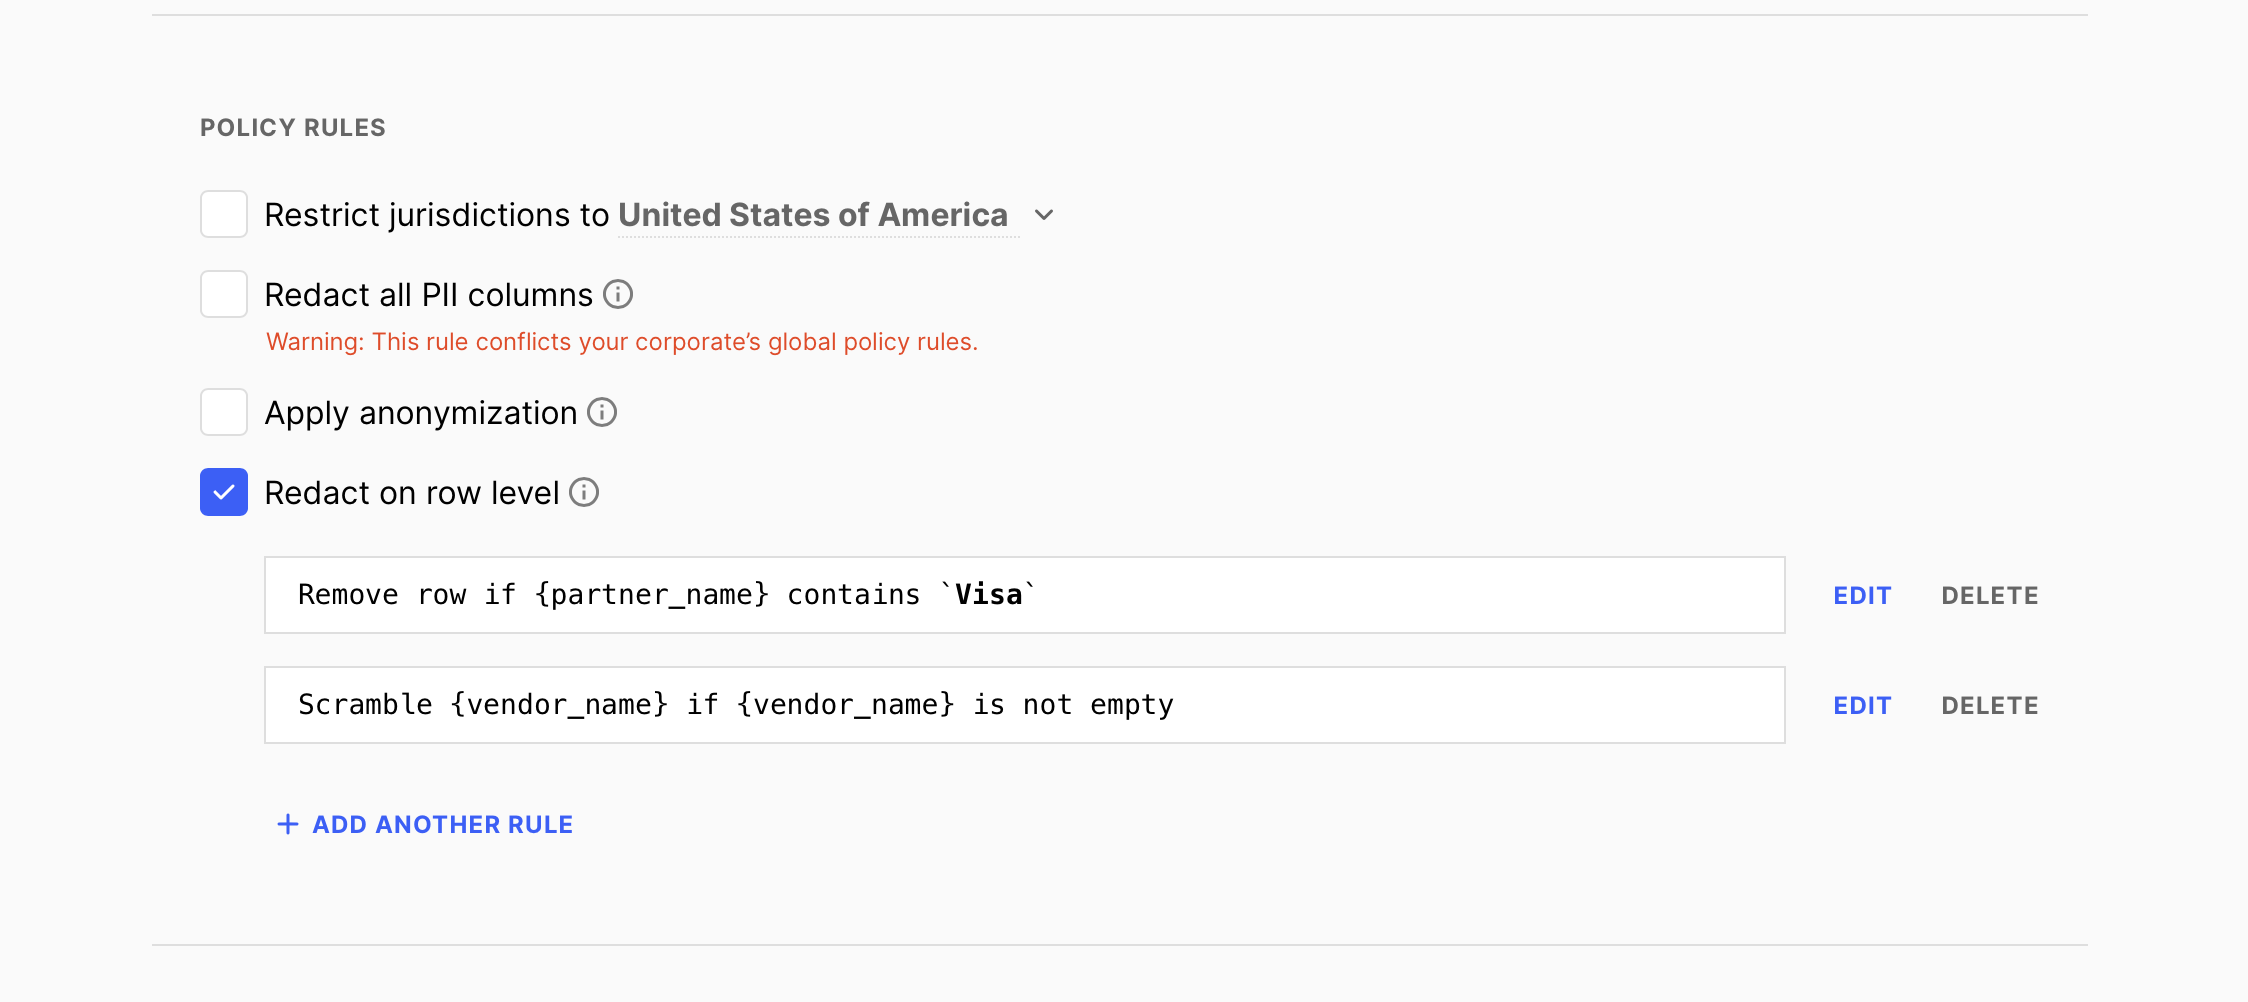 POLICY RULES
Restrict jurisdictions to United States of America
Redact all PII columns
Warning: This rule conflicts your corporate’s global policy rules.
Apply anonymization
Redact on row level
Remove row if {partner_name} contains `Visa`
EDIT DELETE
Scramble {vendor_name} if {vendor_name} is not empty
EDIT DELETE
+ ADD ANOTHER RULE